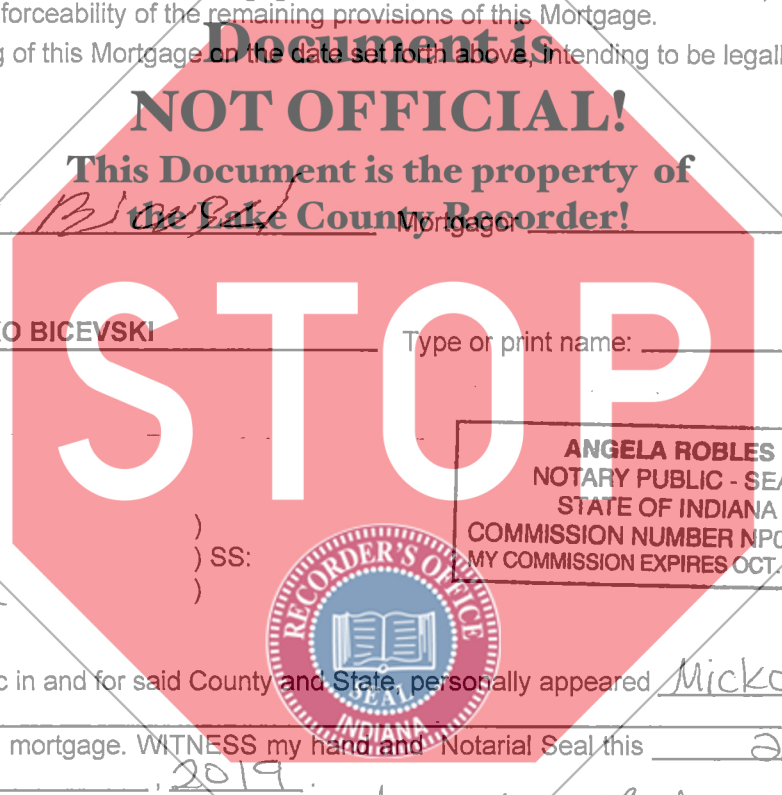 forceability of the remaining provisions of this Mortgage.
Document is
g of this Mortgage on the date set forth above, intending to be legall
NOT OFFICIAL!
This Document is the property of
the Lake County Recorder!
Mortgagor
O BICEVSKI Type or print name:
STOP
ANGELA ROBLES
NOTARY PUBLIC - SEA
STATE OF INDIANA
COMMISSION NUMBER NP
MY COMMISSION EXPIRES OCT.
)
) SS:
)
RECORDER'S OFFICE
SEAL
INDIANA
c in and for said County and State, personally appeared Micko
mortgage. WITNESS my hand and Notarial Seal this 2
, 2019.